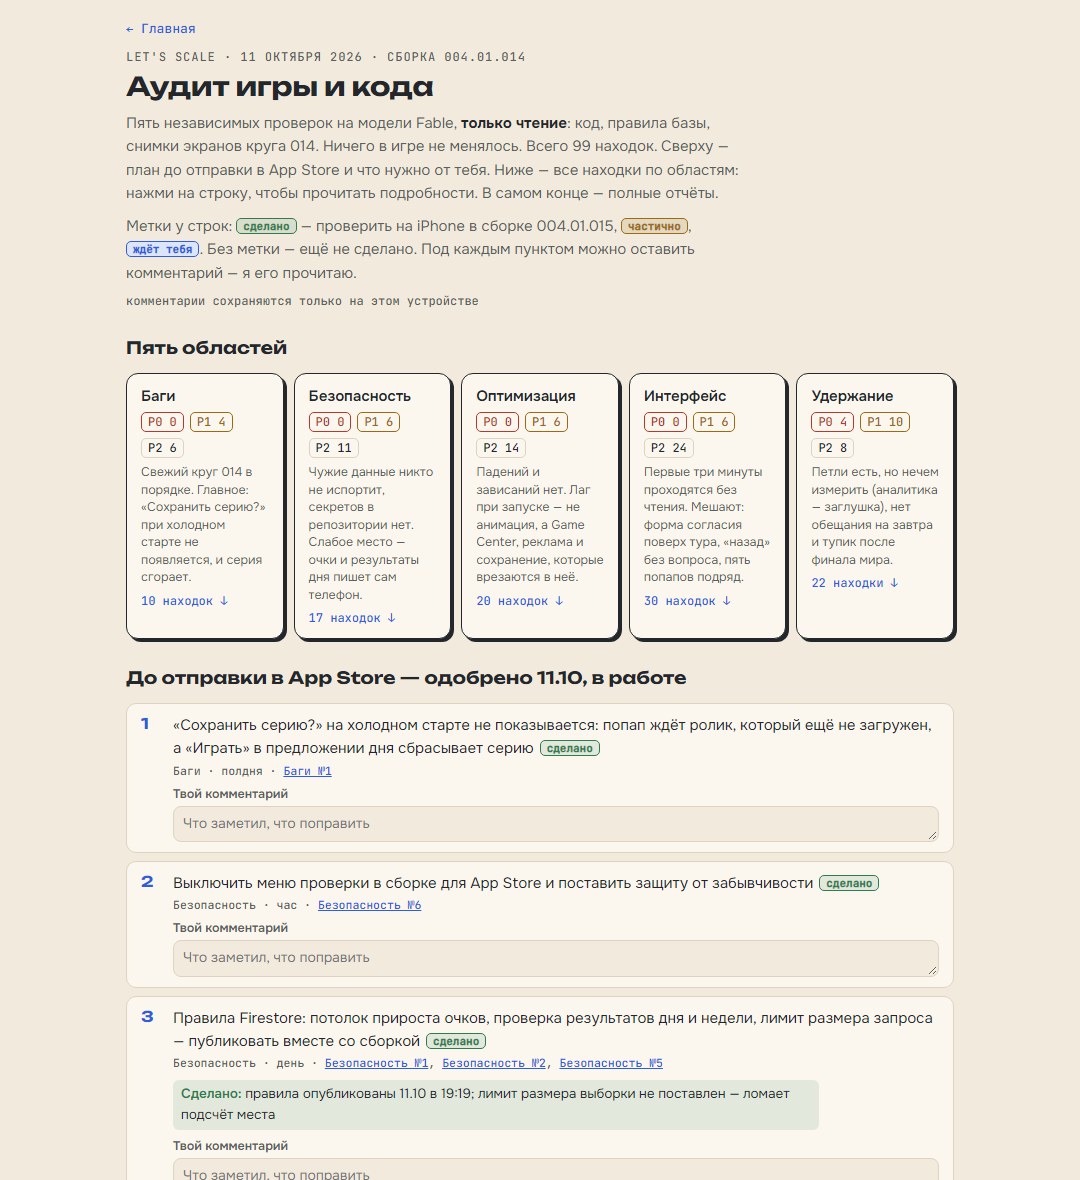 ← Главная
LET'S SCALE · 11 ОКТЯБРЯ 2026 · СБОРКА 004.01.014
Аудит игры и кода
Пять независимых проверок на модели Fable, только чтение: код, правила базы,
снимки экранов круга 014. Ничего в игре не менялось. Всего 99 находок. Сверху —
план до отправки в App Store и что нужно от тебя. Ниже — все находки по областям:
нажми на строку, чтобы прочитать подробности. В самом конце — полные отчёты.
Метки у строк: сделано — проверить на iPhone в сборке 004.01.015, частично,
ждёт тебя. Без метки — ещё не сделано. Под каждым пунктом можно оставить
комментарий — я его прочитаю.
комментарии сохраняются только на этом устройстве
Пять областей
Баги
P0 0 P1 4
P2 6
Свежий круг 014 в
порядке. Главное:
«Сохранить серию?»
при холодном
старте не
появляется, и серия
сгорает.
10 находок ↓
Безопасность
P0 0 P1 6
P2 11
Чужие данные никто
не испортит,
секретов в
репозитории нет.
Слабое место —
очки и результаты
дня пишет сам
телефон.
17 находок ↓
Оптимизация
P0 0 P1 6
P2 14
Падений и
зависаний нет. Лаг
при запуске — не
анимация, а Game
Center, реклама и
сохранение, которые
врезаются в неё.
20 находок ↓
Интерфейс
P0 0 P1 6
P2 24
Первые три минуты
проходятся без
чтения. Мешают:
форма согласия
поверх тура, «назад»
без вопроса, пять
попапов подряд.
30 находок ↓
Удержание
P0 4 P1 10
P2 8
Петли есть, но нечем
измерить (аналитика
— заглушка), нет
обещания на завтра
и тупик после
финала мира.
22 находки ↓
До отправки в App Store — одобрено 11.10, в работе
1 «Сохранить серию?» на холодном старте не показывается: попап ждёт ролик, который ещё не загружен,
а «Играть» в предложении дня сбрасывает серию сделано
Баги · полдня · Баги №1
Твой комментарий
Что заметил, что поправить
2 Выключить меню проверки в сборке для App Store и поставить защиту от забывчивости сделано
Безопасность · час · Безопасность №6
Твой комментарий
Что заметил, что поправить
3 Правила Firestore: потолок прироста очков, проверка результатов дня и недели, лимит размера запроса
— публиковать вместе со сборкой сделано
Безопасность · день · Безопасность №1, Безопасность №2, Безопасность №5
Сделано: правила опубликованы 11.10 в 19:19; лимит размера выборки не поставлен — ломает
подсчёт места
Твой комментарий
Что заметил, что поправить